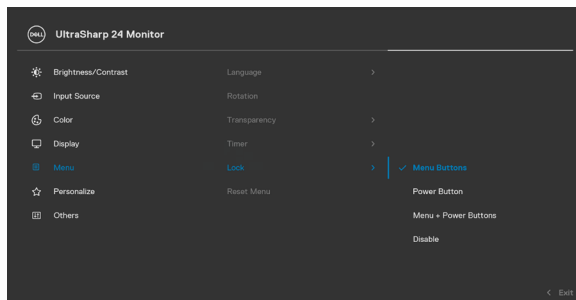 DELL UltraSharp 24 Monitor
Brightness/Contrast Language >
Input Source Rotation
Color Transparency >
Display Timer >
Menu Lock > ✓ Menu Buttons
Personalize Reset Menu Power Button
Others Menu + Power Buttons
Disable
< Exit